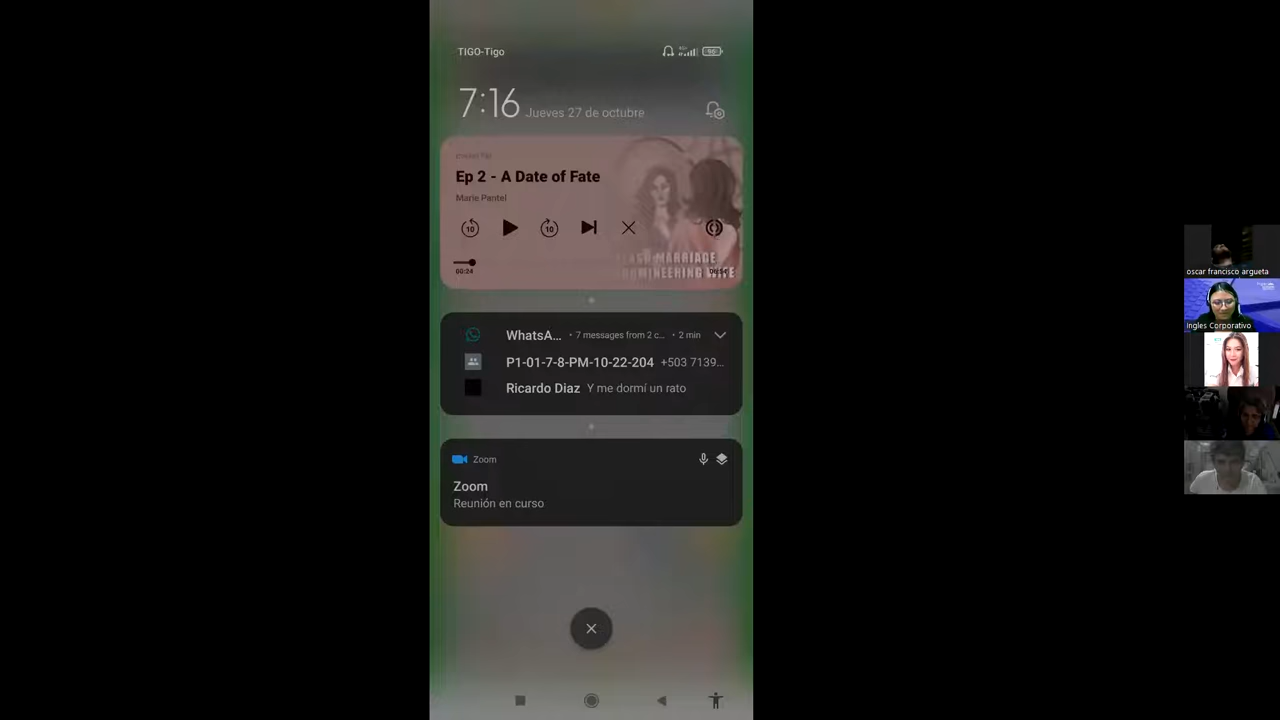 TIGO-Tigo
7:16 Jueves 27 de octubre
Ep 2 - A Date of Fate
Marie Pantel
10 10
00:24
WhatsA... • 7 messages from 2 c... • 2 min
P1-01-7-8-PM-10-22-204 +503 7139...
Ricardo Diaz Y me dormí un rato
Zoom
Zoom
Reunión en curso
oscar francisco argueta
Ingles Corporativo